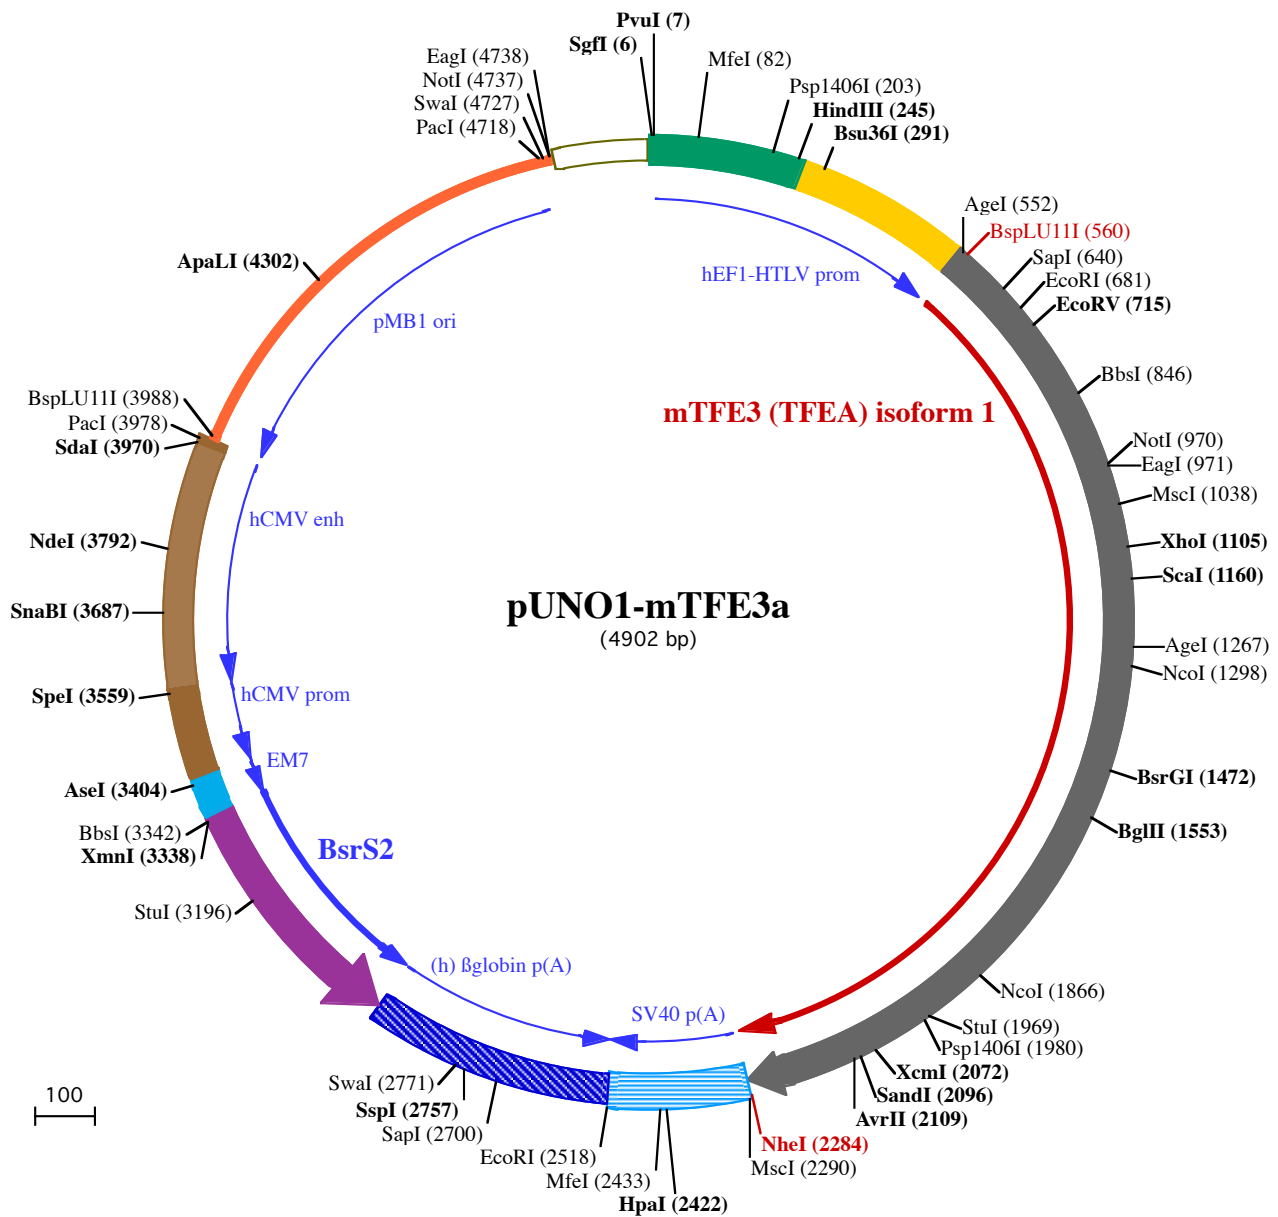 PvuI (7)
SgfI (6)
MfeI (82)
Psp1406I (203)
HindIII (245)
Bsu36I (291)
AgeI (552)
BspLU11I (560)
SapI (640)
EcoRI (681)
EcoRV (715)
BbsI (846)
NotI (970)
EagI (971)
MscI (1038)
XhoI (1105)
ScaI (1160)
AgeI (1267)
NcoI (1298)
BsrGI (1472)
BglII (1553)
NcoI (1866)
StuI (1969)
Psp1406I (1980)
XcmI (2072)
SandI (2096)
AvrII (2109)
NheI (2284)
MscI (2290)
HpaI (2422)
MfeI (2433)
EcoRI (2518)
SapI (2700)
SspI (2757)
SwaI (2771)
StuI (3196)
XmnI (3338)
BbsI (3342)
AseI (3404)
SpeI (3559)
SnaBI (3687)
NdeI (3792)
SdaI (3970)
PacI (3978)
BspLU11I (3988)
ApaLI (4302)
PacI (4718)
SwaI (4727)
NotI (4737)
EagI (4738)
hEF1-HTLV prom
mTFE3 (TFEA) isoform 1
SV40 p(A)
(h) ßglobin p(A)
BsrS2
EM7
hCMV prom
hCMV enh
pMB1 ori
pUNO1-mTFE3a
(4902 bp)
100